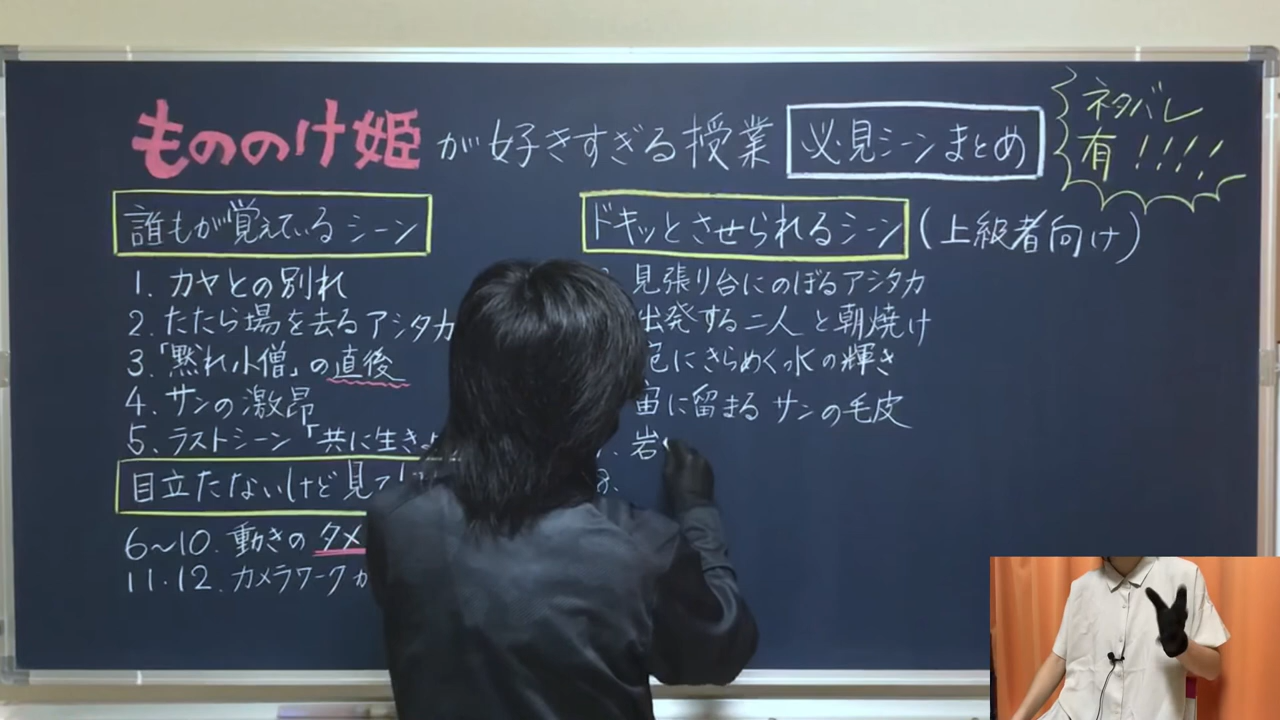 もののけ姫が好きすぎる授業 必見シーンまとめ
ネタバレ
有!!!!
誰もが覚えているシーン
1. カヤとの別れ
2. たたら場を去るアシタカ
3.「黙れ小僧」の直後
4. サンの激昂
5. ラストシーン「共に生き
目立たないけど見て
6〜10. 動きのタメ
11・12. カメラワーク
ドキッとさせられるシーン(上級者向け)
見張り台にのぼるアシタカ
出発する二人と朝焼け
にきらめく水の輝き
宙に留まるサンの毛皮
岩
8.